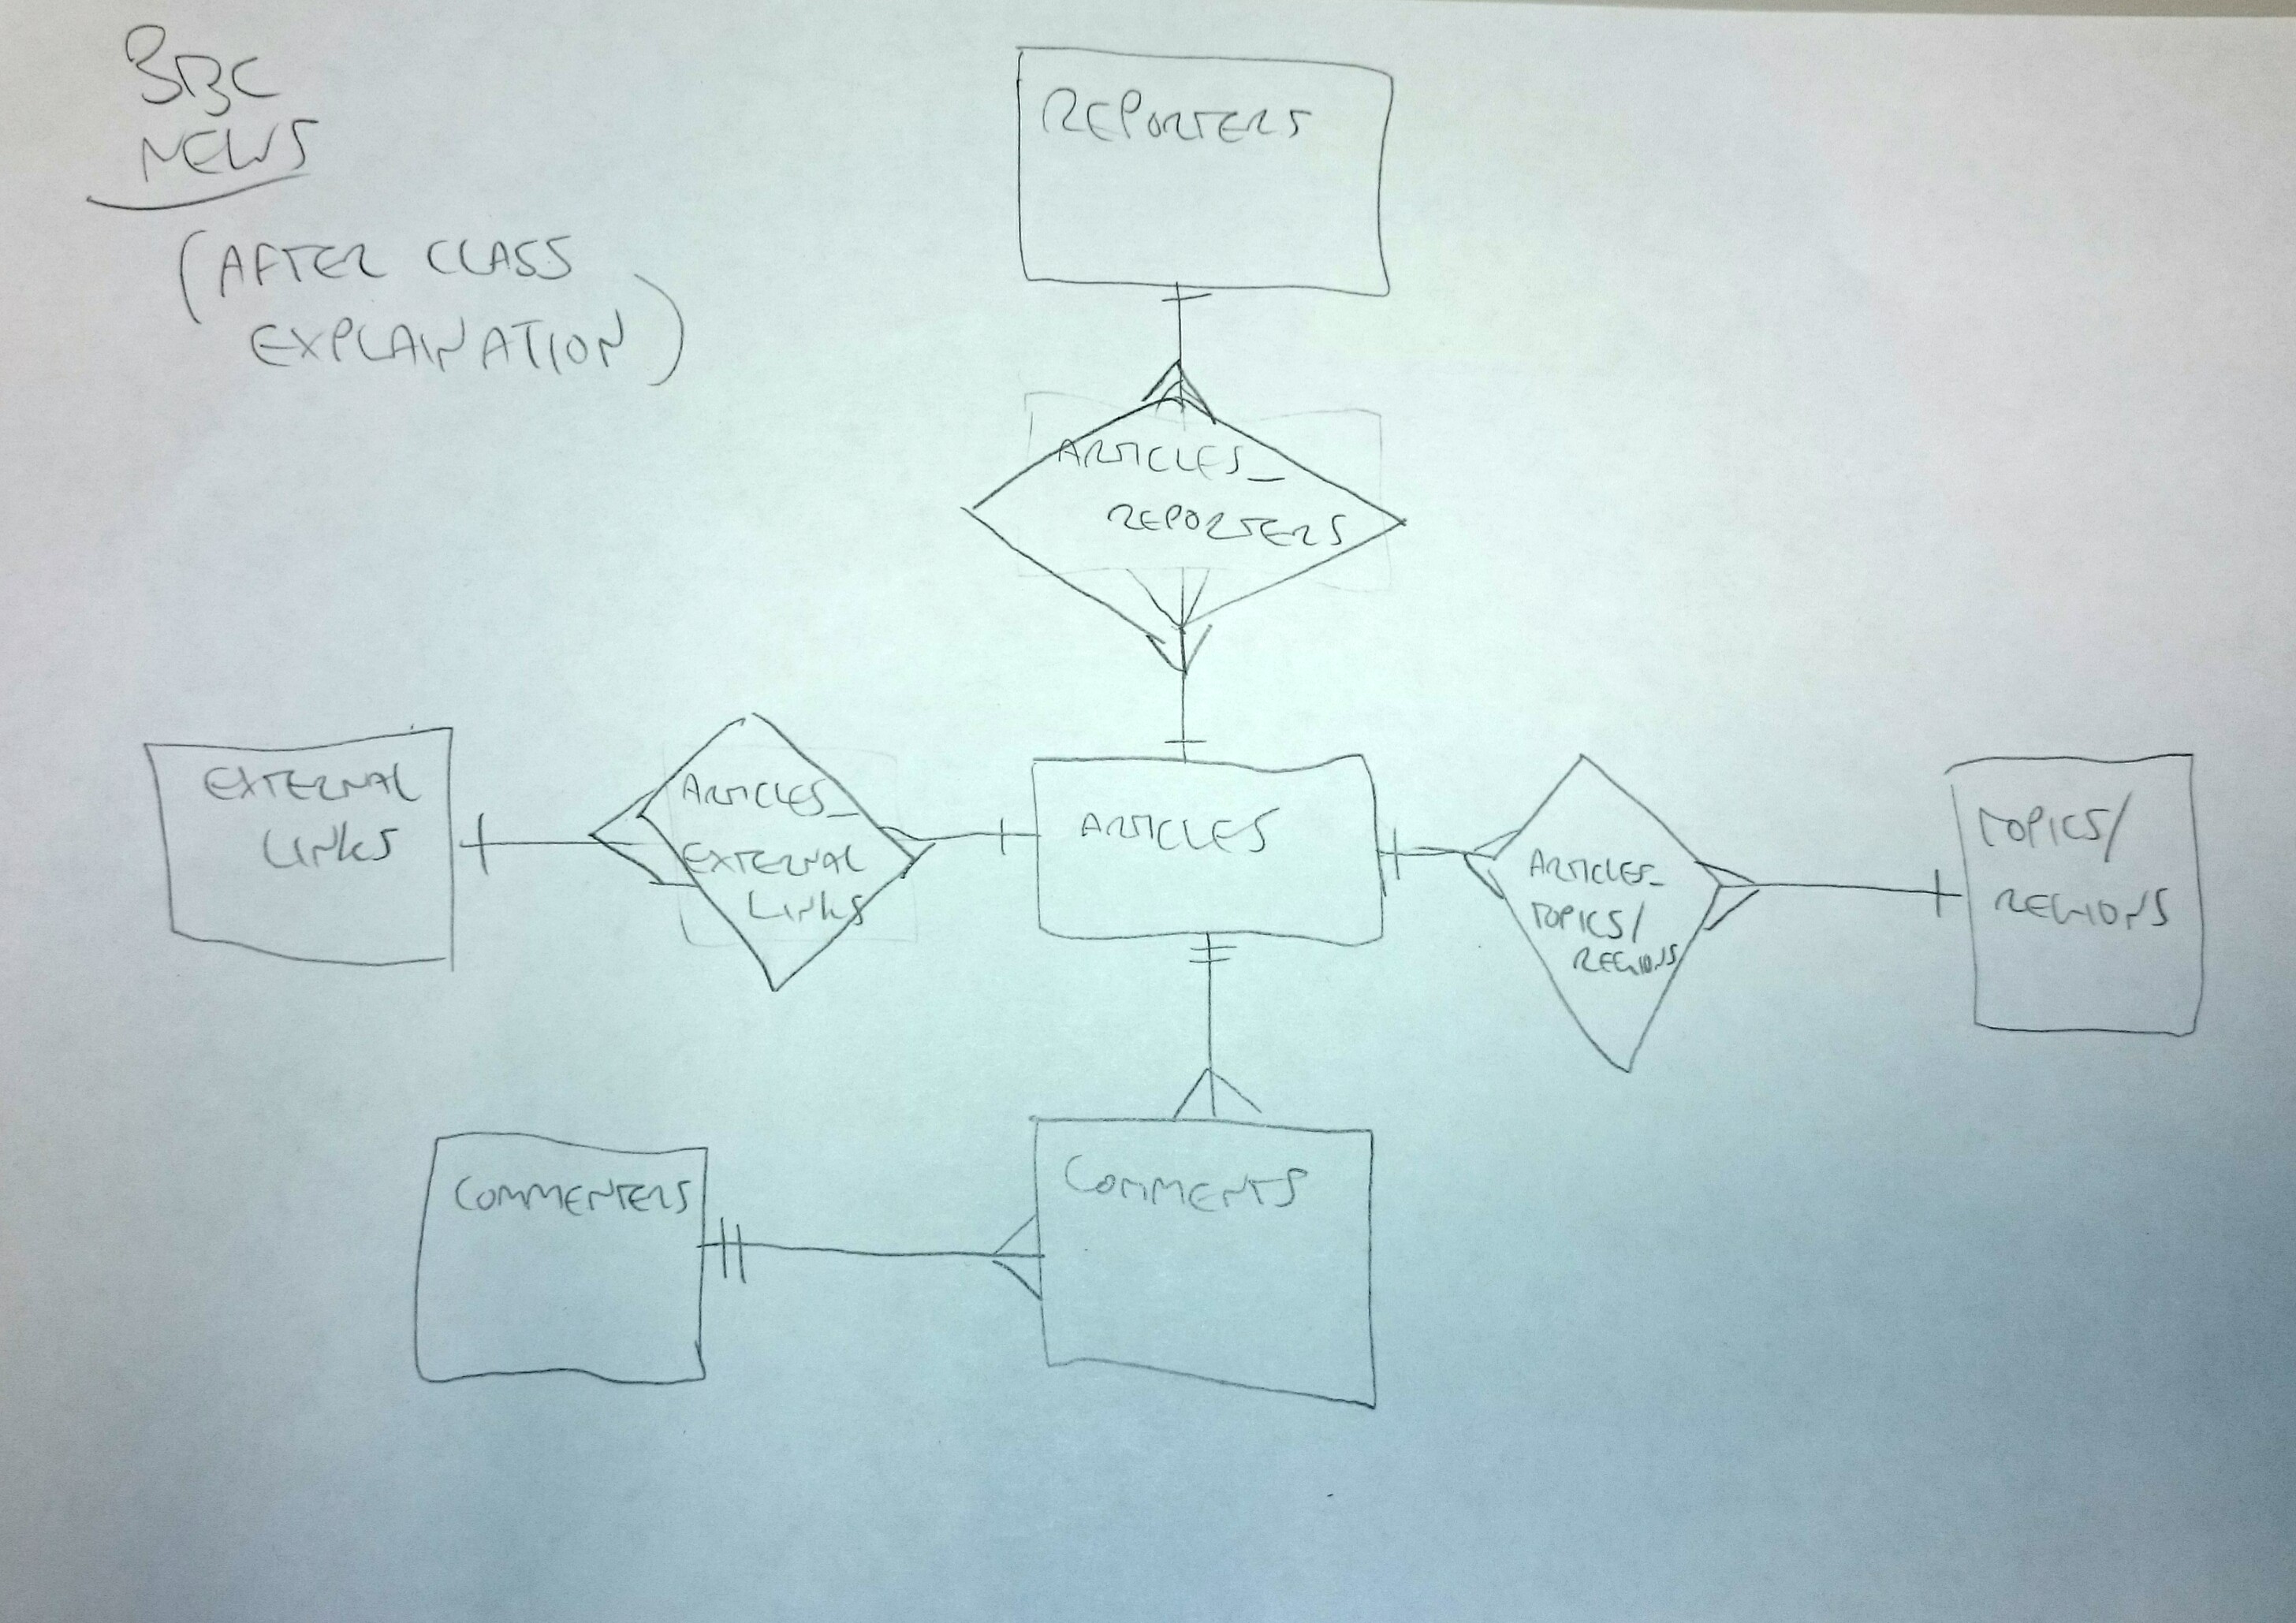 BBC
NEWS
(AFTER CLASS
EXPLANATION)
REPORTERS
ARTICLES_
REPORTERS
EXTERNAL
LINKS
ARTICLES_
EXTERNAL
LINKS
ARTICLES
ARTICLES_
TOPICS/
REGIONS
TOPICS/
REGIONS
COMMENTERS
COMMENTS